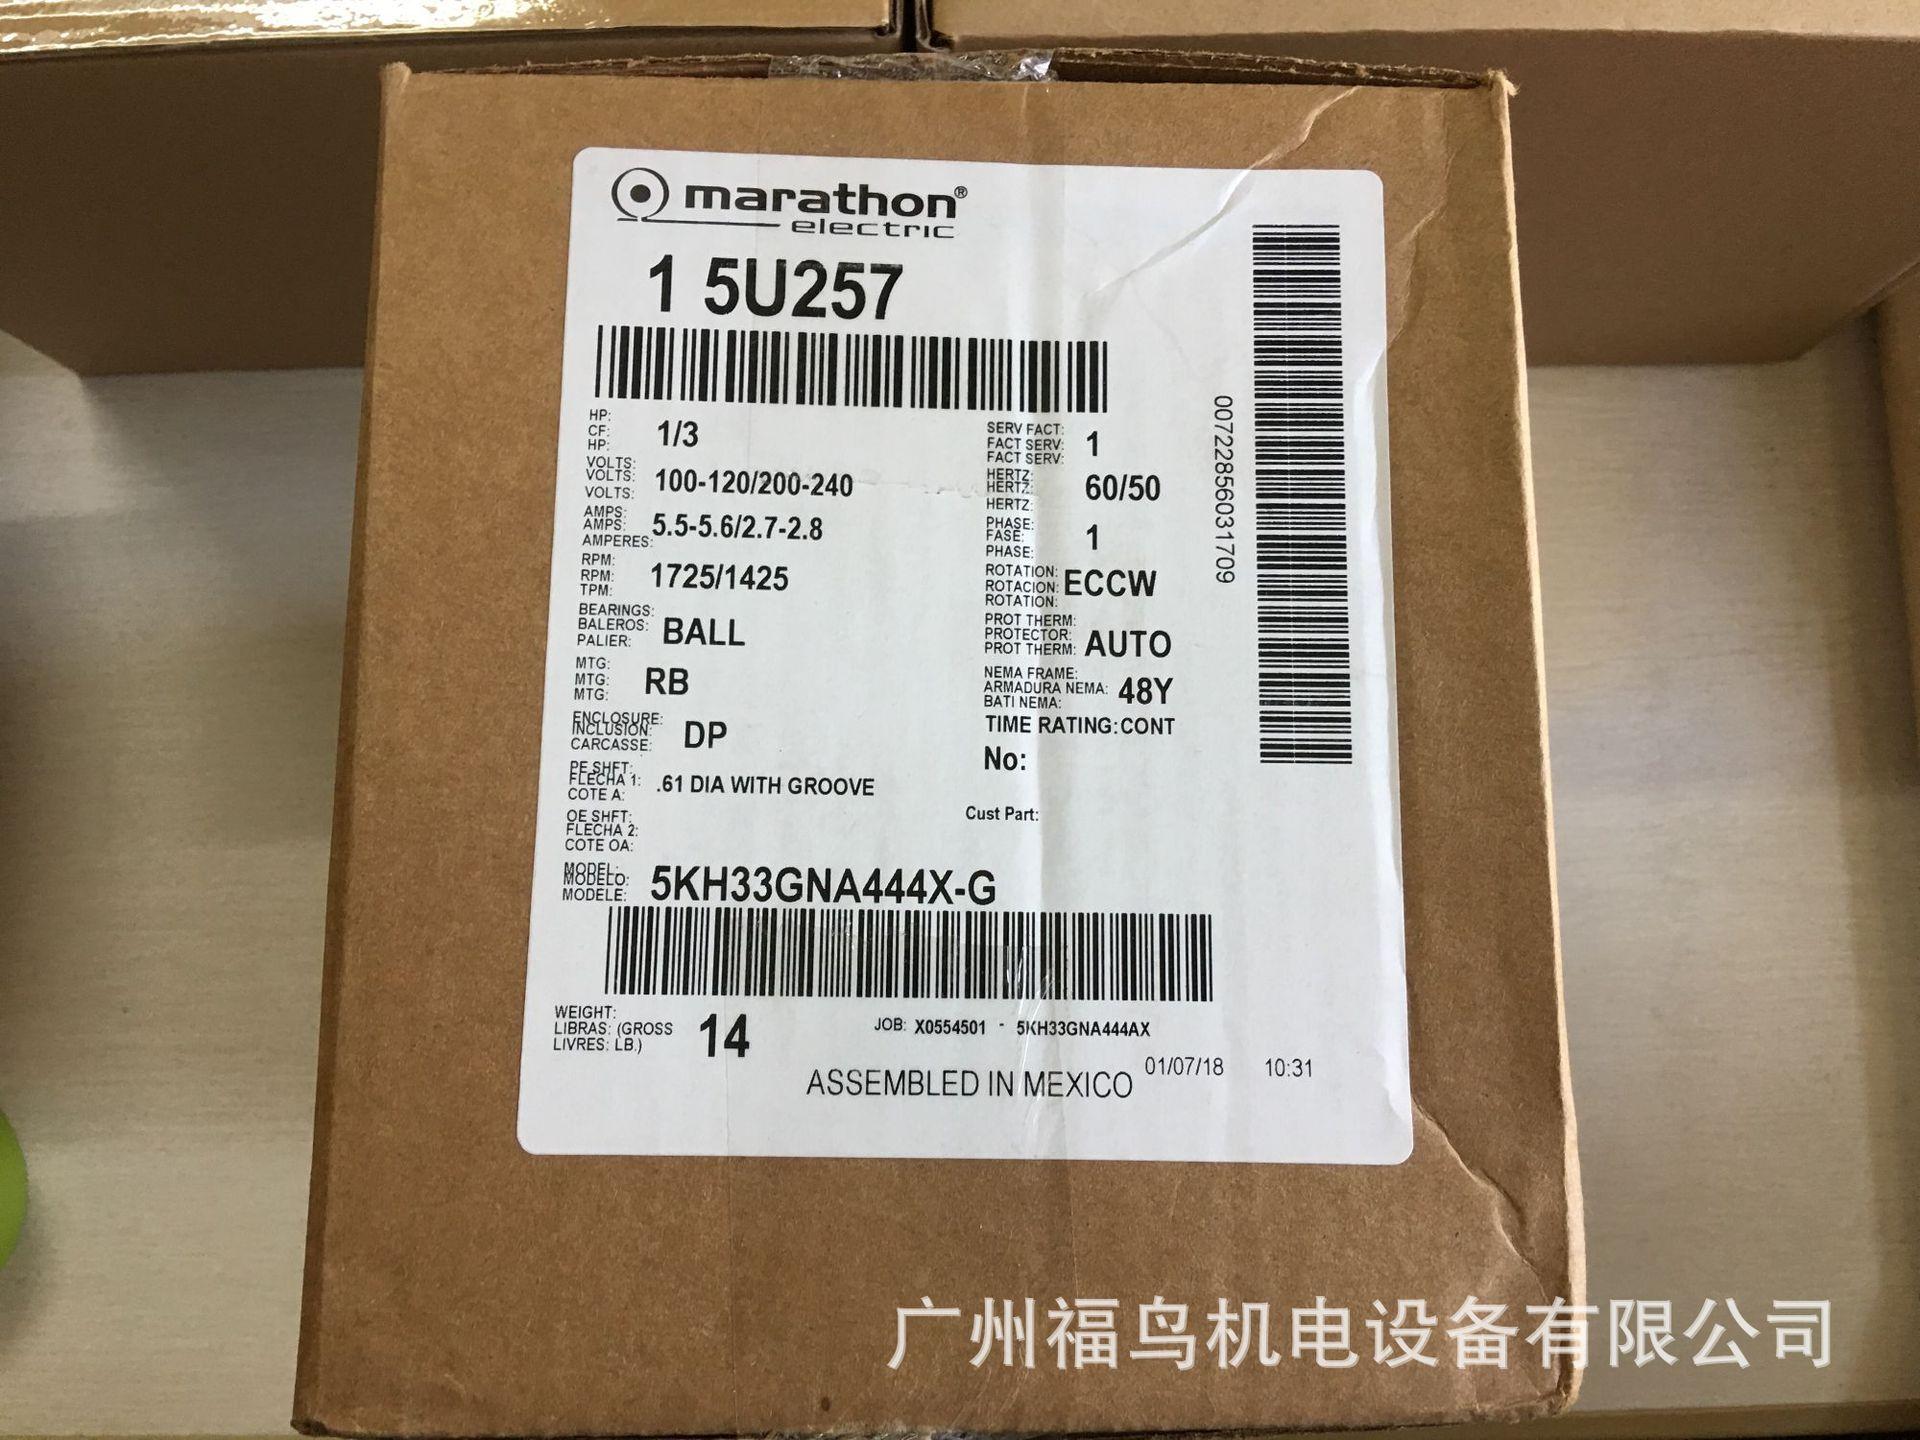 marathon®
electric
1 5U257
HP:
CF:
HP:
1/3
VOLTS:
VOLTS:
VOLTS:
100-120/200-240
AMPS:
AMPS:
AMPERES:
5.5-5.6/2.7-2.8
RPM:
RPM:
TPM:
1725/1425
BEARINGS:
BALEROS:
PALIER:
BALL
MTG:
MTG:
MTG:
RB
ENCLOSURE:
INCLUSION:
CARCASSE:
DP
PE SHFT:
FLECHA 1:
COTE A:
.61 DIA WITH GROOVE
OE SHFT:
FLECHA 2:
COTE OA:
SERV FACT:
FACT SERV:
FACT SERV:
1
HERTZ:
HERTZ:
HERTZ:
60/50
PHASE:
FASE:
PHASE:
1
ROTATION:
ROTACION:
ROTATION:
ECCW
PROT THERM:
PROTECTOR:
PROT THERM:
AUTO
NEMA FRAME:
ARMADURA NEMA:
BATI NEMA:
48Y
TIME RATING:CONT
No:
Cust Part:
00722856031709
MODEL:
MODELO:
MODELE:
5KH33GNA444X-G
WEIGHT:
LIBRAS: (GROSS
LIVRES: LB.)
14
JOB: X0554501 - 5KH33GNA444AX
ASSEMBLED IN MEXICO
01/07/18 10:31
广州福鸟机电设备有限公司